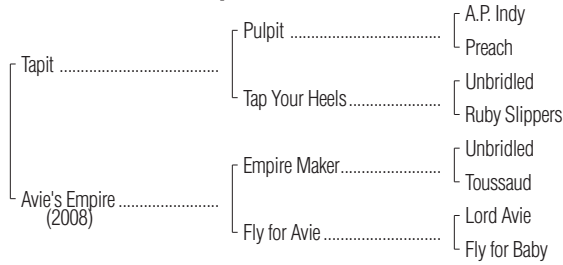 A.P. Indy
Pulpit ........................................
Preach
Tapit ..........................................
Unbridled
Tap Your Heels.........................
Ruby Slippers
Unbridled
Empire Maker...........................
Toussaud
Avie's Empire ...........................
(2008)
Lord Avie
Fly for Avie ................................
Fly for Baby